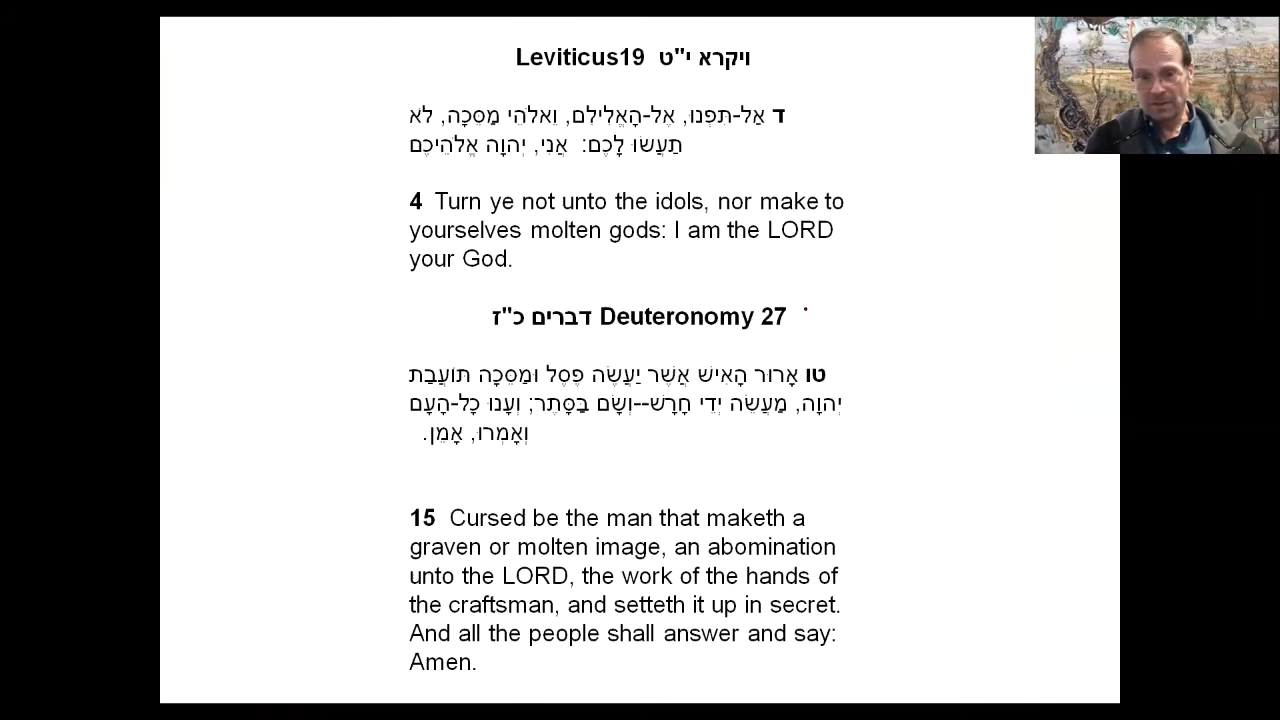 Leviticus19 ויקרא י"ט
ד אַל-תִּפְנוּ, אֶל-הָאֱלִילִם, וֵאלֹהֵי מַסֵּכָה, לֹא
תַעֲשׂוּ לָכֶם: אֲנִי, יְהוָה אֱלֹהֵיכֶם
4 Turn ye not unto the idols, nor make to
yourselves molten gods: I am the LORD
your God.
דברים כ"ז Deuteronomy 27
טו אָרוּר הָאִישׁ אֲשֶׁר יַעֲשֶׂה פֶסֶל וּמַסֵּכָה תּוֹעֲבַת
יְהוָה, מַעֲשֵׂה יְדֵי חָרָשׁ--וְשָׂם בַּסָּתֶר; וְעָנוּ כָל-הָעָם
וְאָמְרוּ, אָמֵן.
15 Cursed be the man that maketh a
graven or molten image, an abomination
unto the LORD, the work of the hands of
the craftsman, and setteth it up in secret.
And all the people shall answer and say:
Amen.